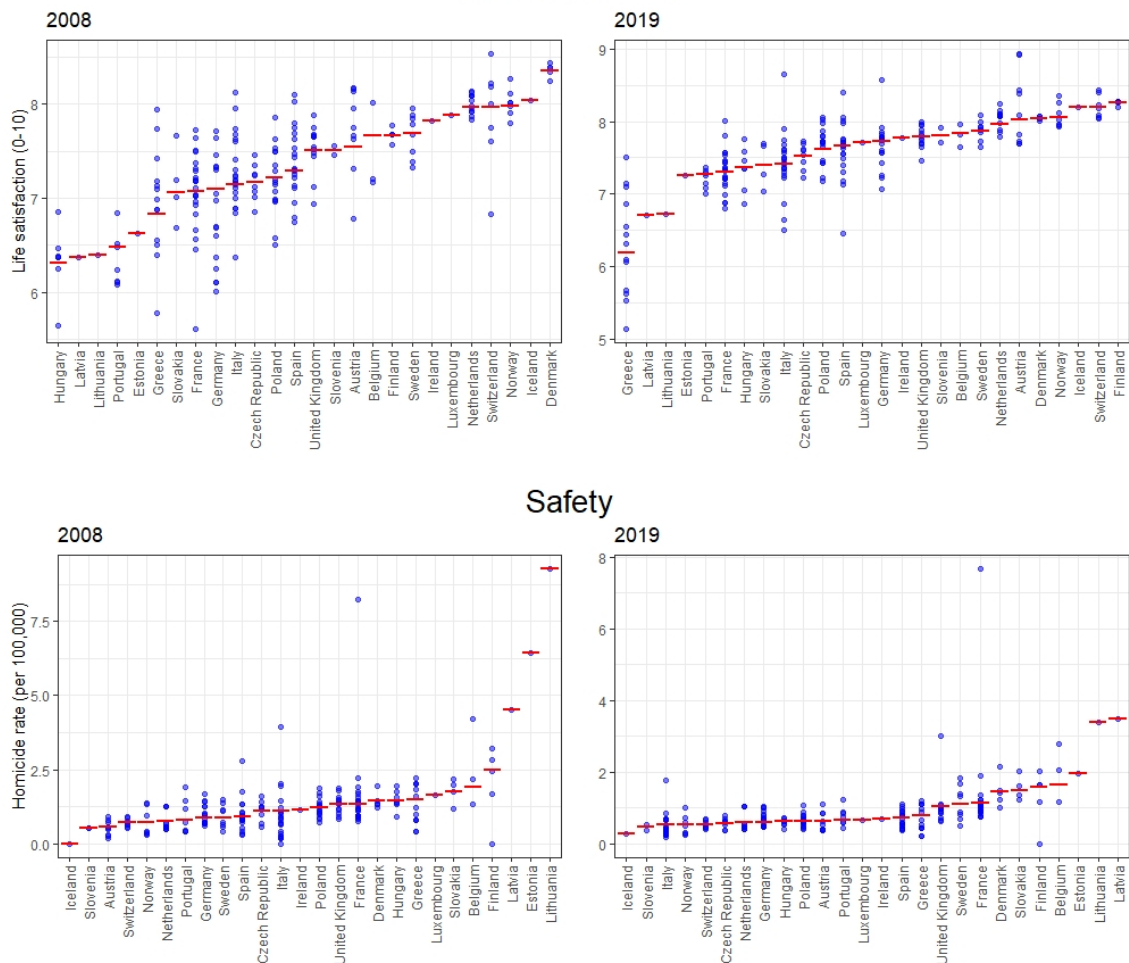 2008
2019
Life satisfaction (0-10)
8
7
6
9
8
7
6
5
Hungary
Latvia
Lithuania
Portugal
Estonia
Greece
Slovakia
France
Germany
Italy
Czech Republic
Poland
Spain
United Kingdom
Slovenia
Austria
Belgium
Finland
Sweden
Ireland
Luxembourg
Netherlands
Switzerland
Norway
Iceland
Denmark
Greece
Latvia
Lithuania
Estonia
Portugal
France
Hungary
Slovakia
Italy
Czech Republic
Poland
Spain
Luxembourg
Germany
Ireland
United Kingdom
Slovenia
Belgium
Sweden
Netherlands
Austria
Denmark
Norway
Iceland
Switzerland
Finland
Safety
2008
2019
Homicide rate (per 100,000)
7.5
5.0
2.5
0.0
8
6
4
2
0
Iceland
Slovenia
Austria
Switzerland
Norway
Netherlands
Portugal
Germany
Sweden
Spain
Czech Republic
Italy
Ireland
Poland
United Kingdom
France
Denmark
Hungary
Greece
Luxembourg
Slovakia
Belgium
Finland
Latvia
Estonia
Lithuania
Iceland
Slovenia
Italy
Norway
Switzerland
Czech Republic
Netherlands
Germany
Hungary
Poland
Austria
Portugal
Luxembourg
Ireland
Spain
Greece
United Kingdom
Sweden
France
Denmark
Slovakia
Finland
Belgium
Estonia
Lithuania
Latvia